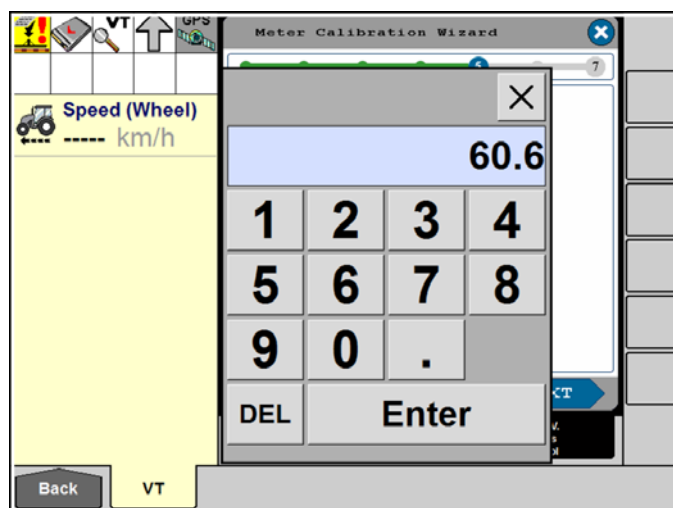 VT
GPS
L
Meter Calibration Wizard
7
Speed (Wheel)
----- km/h
60.6
1 2 3 4
5 6 7 8
9 0 .
DEL Enter
Back VT